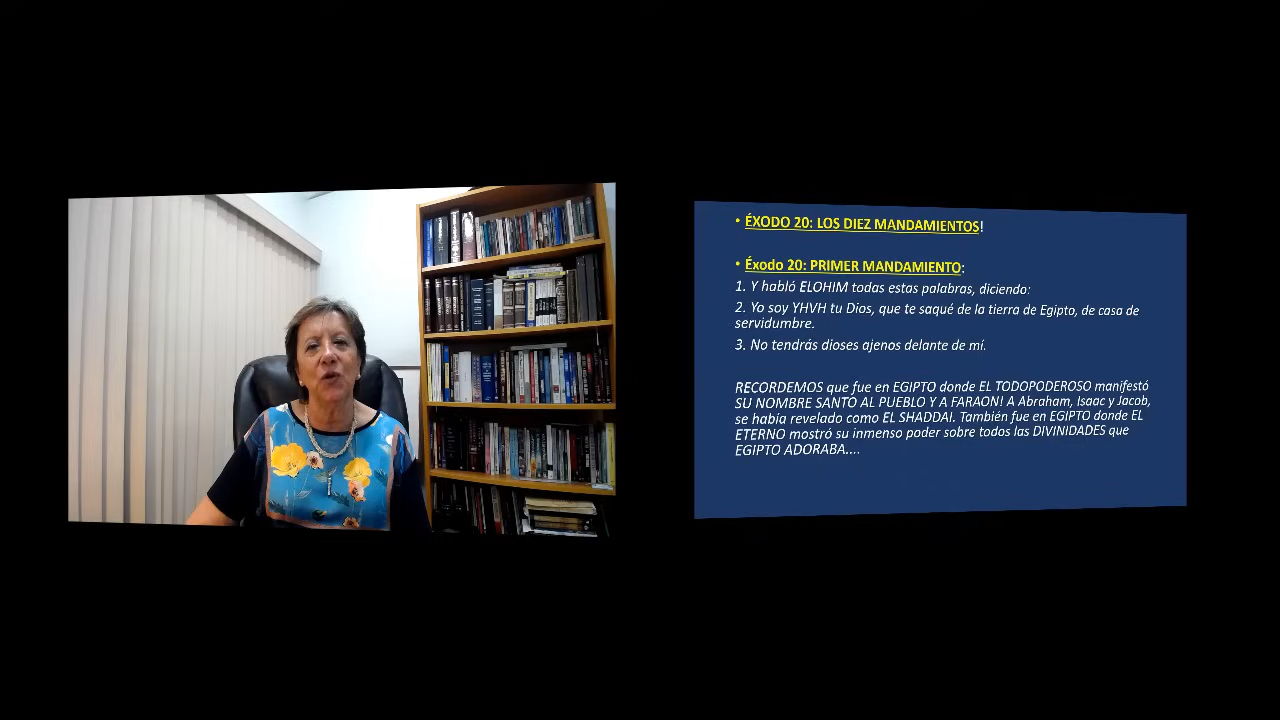 • ÉXODO 20: LOS DIEZ MANDAMIENTOS!
• Éxodo 20: PRIMER MANDAMIENTO:
1. Y habló ELOHIM todas estas palabras, diciendo:
2. Yo soy YHVH tu Dios, que te saqué de la tierra de Egipto, de casa de
servidumbre.
3. No tendrás dioses ajenos delante de mí.
RECORDEMOS que fue en EGIPTO donde EL TODOPODEROSO manifestó
SU NOMBRE SANTO AL PUEBLO Y A FARAON! A Abraham, Isaac y Jacob,
se había revelado como EL SHADDAI. También fue en EGIPTO donde EL
ETERNO mostró su inmenso poder sobre todos las DIVINIDADES que
EGIPTO ADORABA....